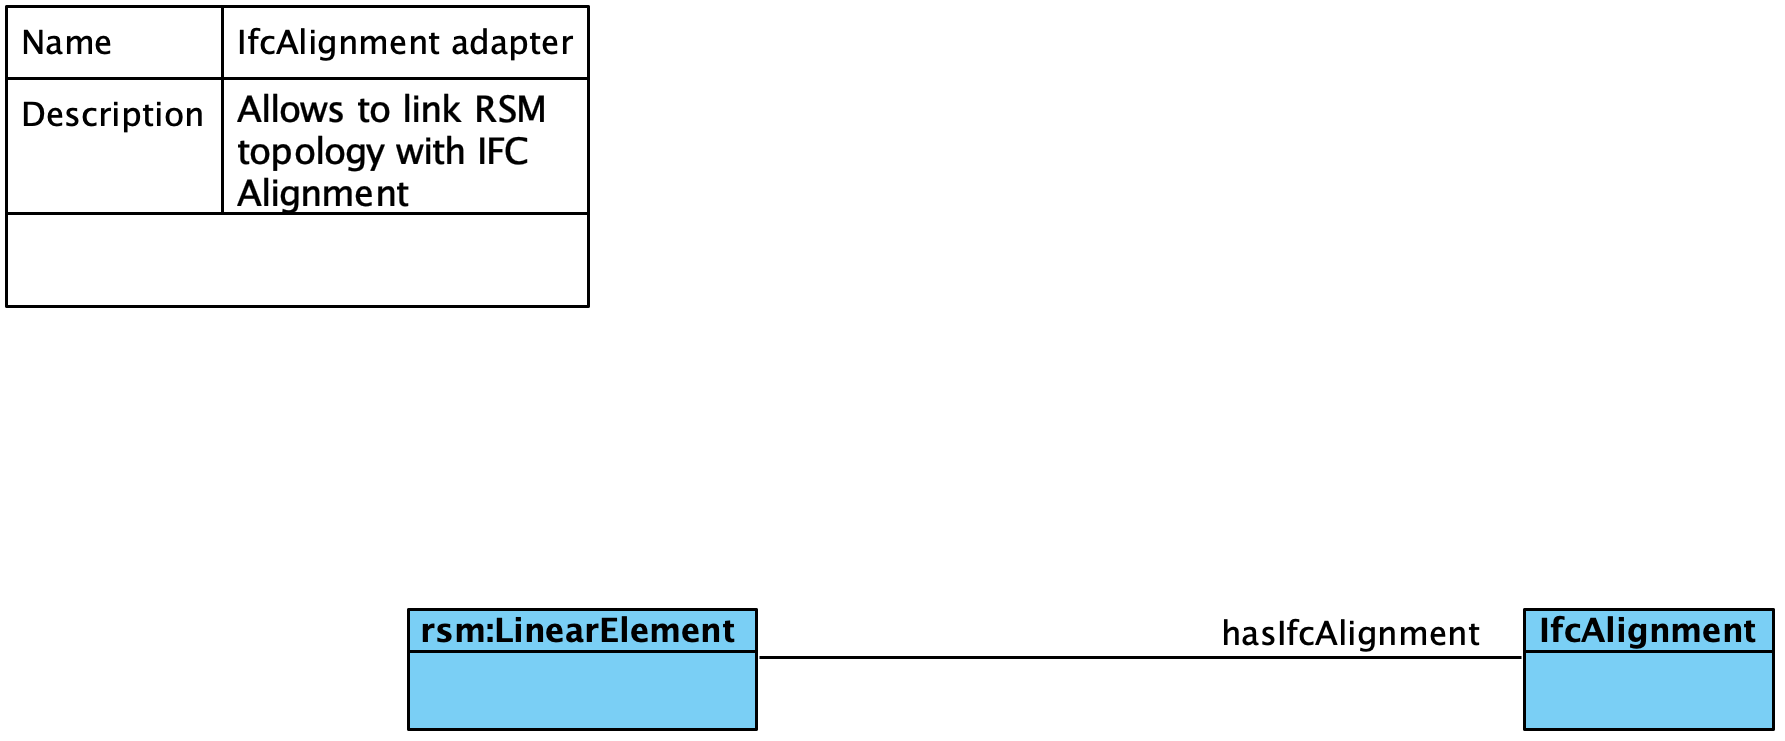 Name
IfcAlignment adapter
Description
Allows to link RSM
topology with IFC
Alignment
rsm:LinearElement
hasIfcAlignment
IfcAlignment